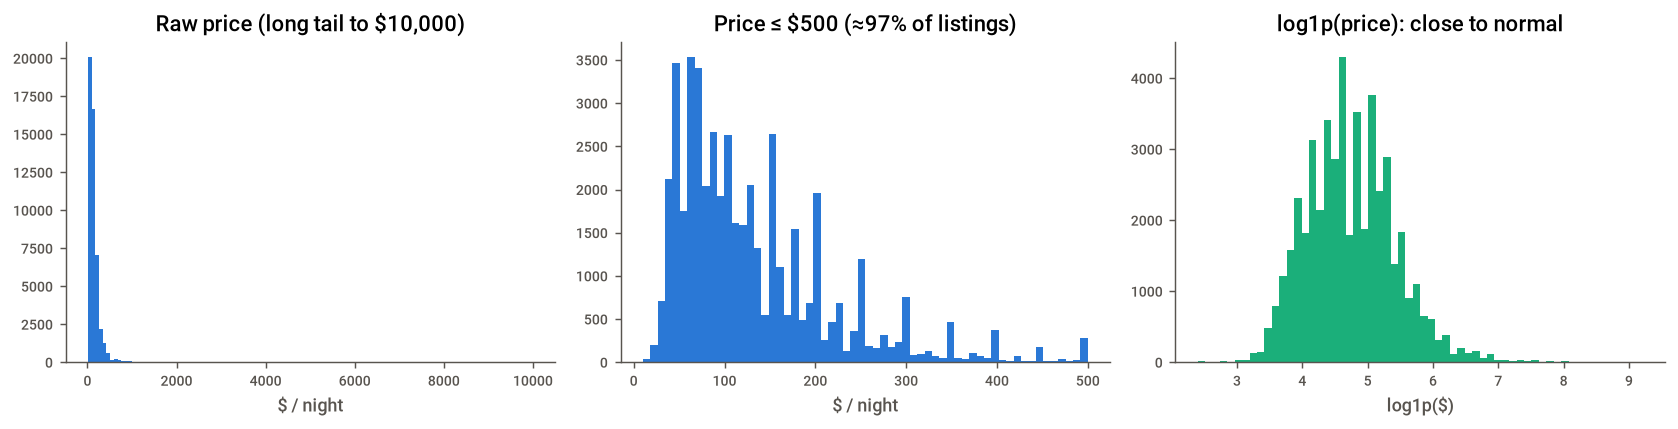 Raw price (long tail to $10,000)
20000
17500
15000
12500
10000
7500
5000
2500
0
0 2000 4000 6000 8000 10000
$ / night
Price ≤ $500 (≈97% of listings)
3500
3000
2500
2000
1500
1000
500
0
0 100 200 300 400 500
$ / night
log1p(price): close to normal
4000
3000
2000
1000
0
3 4 5 6 7 8 9
log1p($)